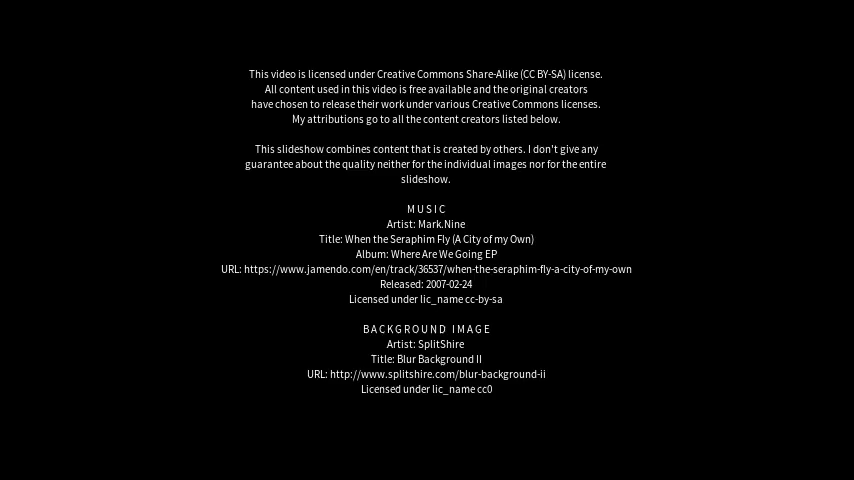 This video is licensed under Creative Commons Share-Alike (CC BY-SA) license.
All content used in this video is free available and the original creators
have chosen to release their work under various Creative Commons licenses.
My attributions go to all the content creators listed below.
This slideshow combines content that is created by others. I don't give any
guarantee about the quality neither for the individual images nor for the entire
slideshow.
MUSIC
Artist: Mark.Nine
Title: When the Seraphim Fly (A City of my Own)
Album: Where Are We Going EP
URL: https://www.jamendo.com/en/track/36537/when-the-seraphim-fly-a-city-of-my-own
Released: 2007-02-24
Licensed under lic_name cc-by-sa
BACKGROUND IMAGE
Artist: SplitShire
Title: Blur Background II
URL: http://www.splitshire.com/blur-background-ii
Licensed under lic_name cc0